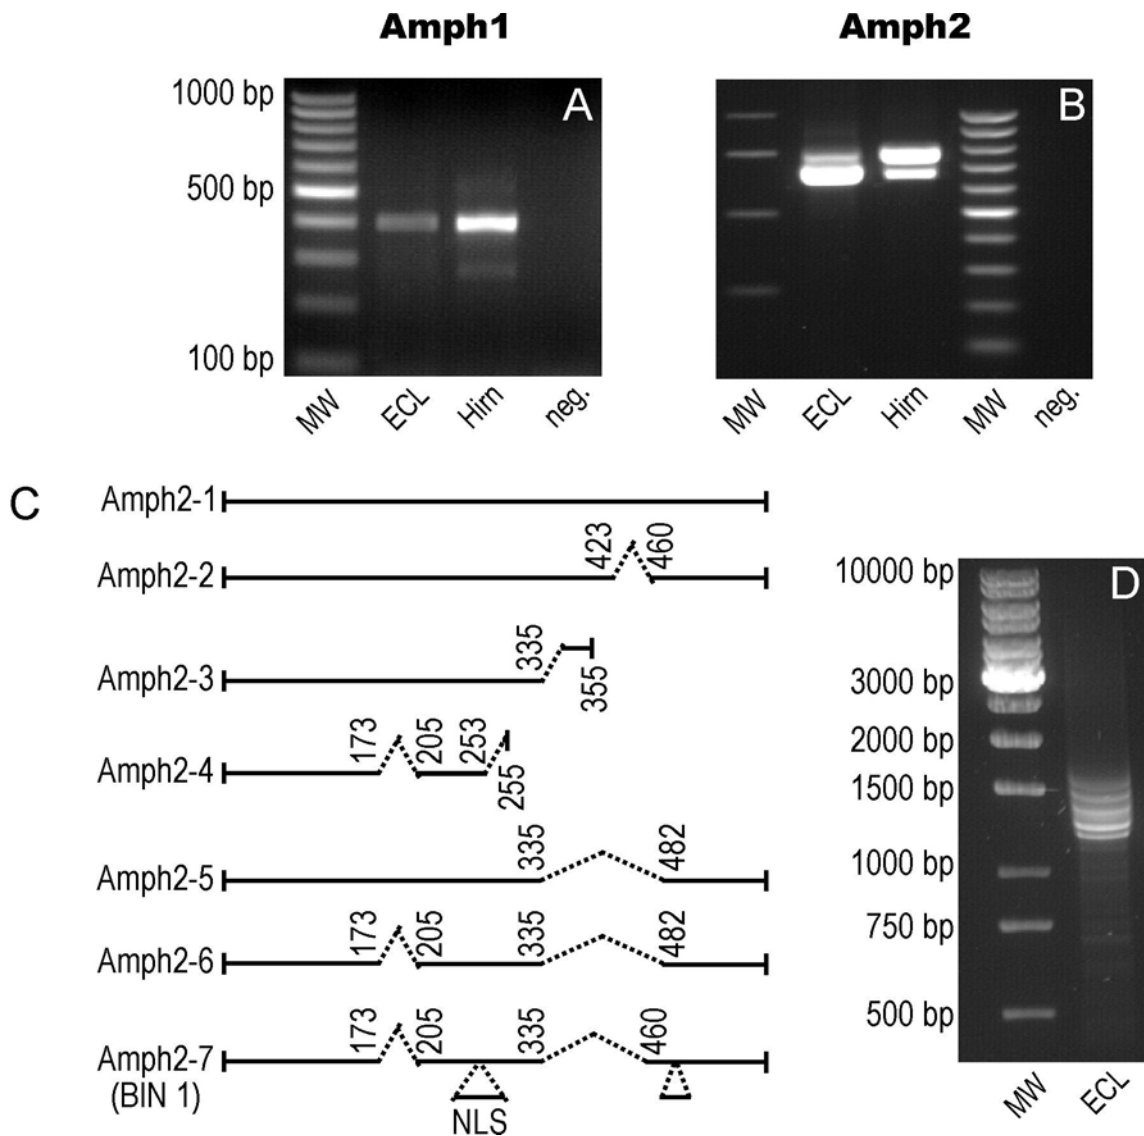 Amph1
Amph2
1000 bp
500 bp
100 bp
A
B
MW ECL Hirn neg.
MW ECL Hirn MW neg.
C
Amph2-1
Amph2-2 423 460
Amph2-3 335 355
Amph2-4 173 205 253 255
Amph2-5 335 482
Amph2-6 173 205 335 482
Amph2-7 173 205 335 460
(BIN 1)
NLS
D
10000 bp
3000 bp
2000 bp
1500 bp
1000 bp
750 bp
500 bp
MW ECL